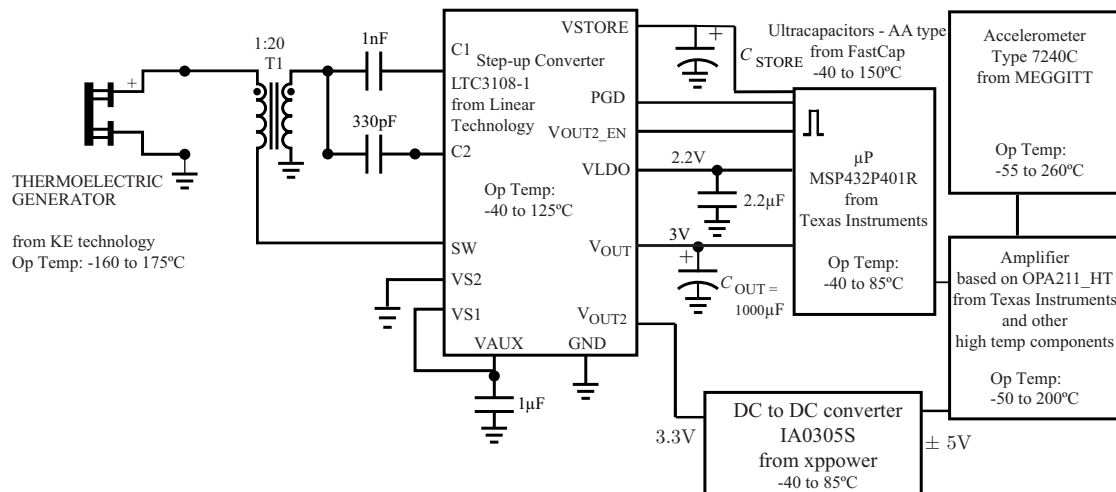 THERMOELECTRIC
GENERATOR
from KE technology
Op Temp: -160 to 175ºC
+
1:20
T1
1nF
330pF
C1
C2
SW
VS2
VS1
VAUX
GND
1µF
Step-up Converter
LTC3108-1
from Linear
Technology
Op Temp:
-40 to 125ºC
VSTORE
PGD
VOUT2_EN
VLDO
VOUT
VOUT2
+
CSTORE
Ultracapacitors - AA type
from FastCap
-40 to 150ºC
2.2V
2.2µF
3V
+
COUT =
1000µF
µP
MSP432P401R
from
Texas Instruments
Op Temp:
-40 to 85ºC
Accelerometer
Type 7240C
from MEGGITT
Op Temp:
-55 to 260ºC
Amplifier
based on OPA211_HT
from Texas Instruments
and other
high temp components
Op Temp:
-50 to 200ºC
3.3V
DC to DC converter
IA0305S
from xppower
-40 to 85ºC
± 5V